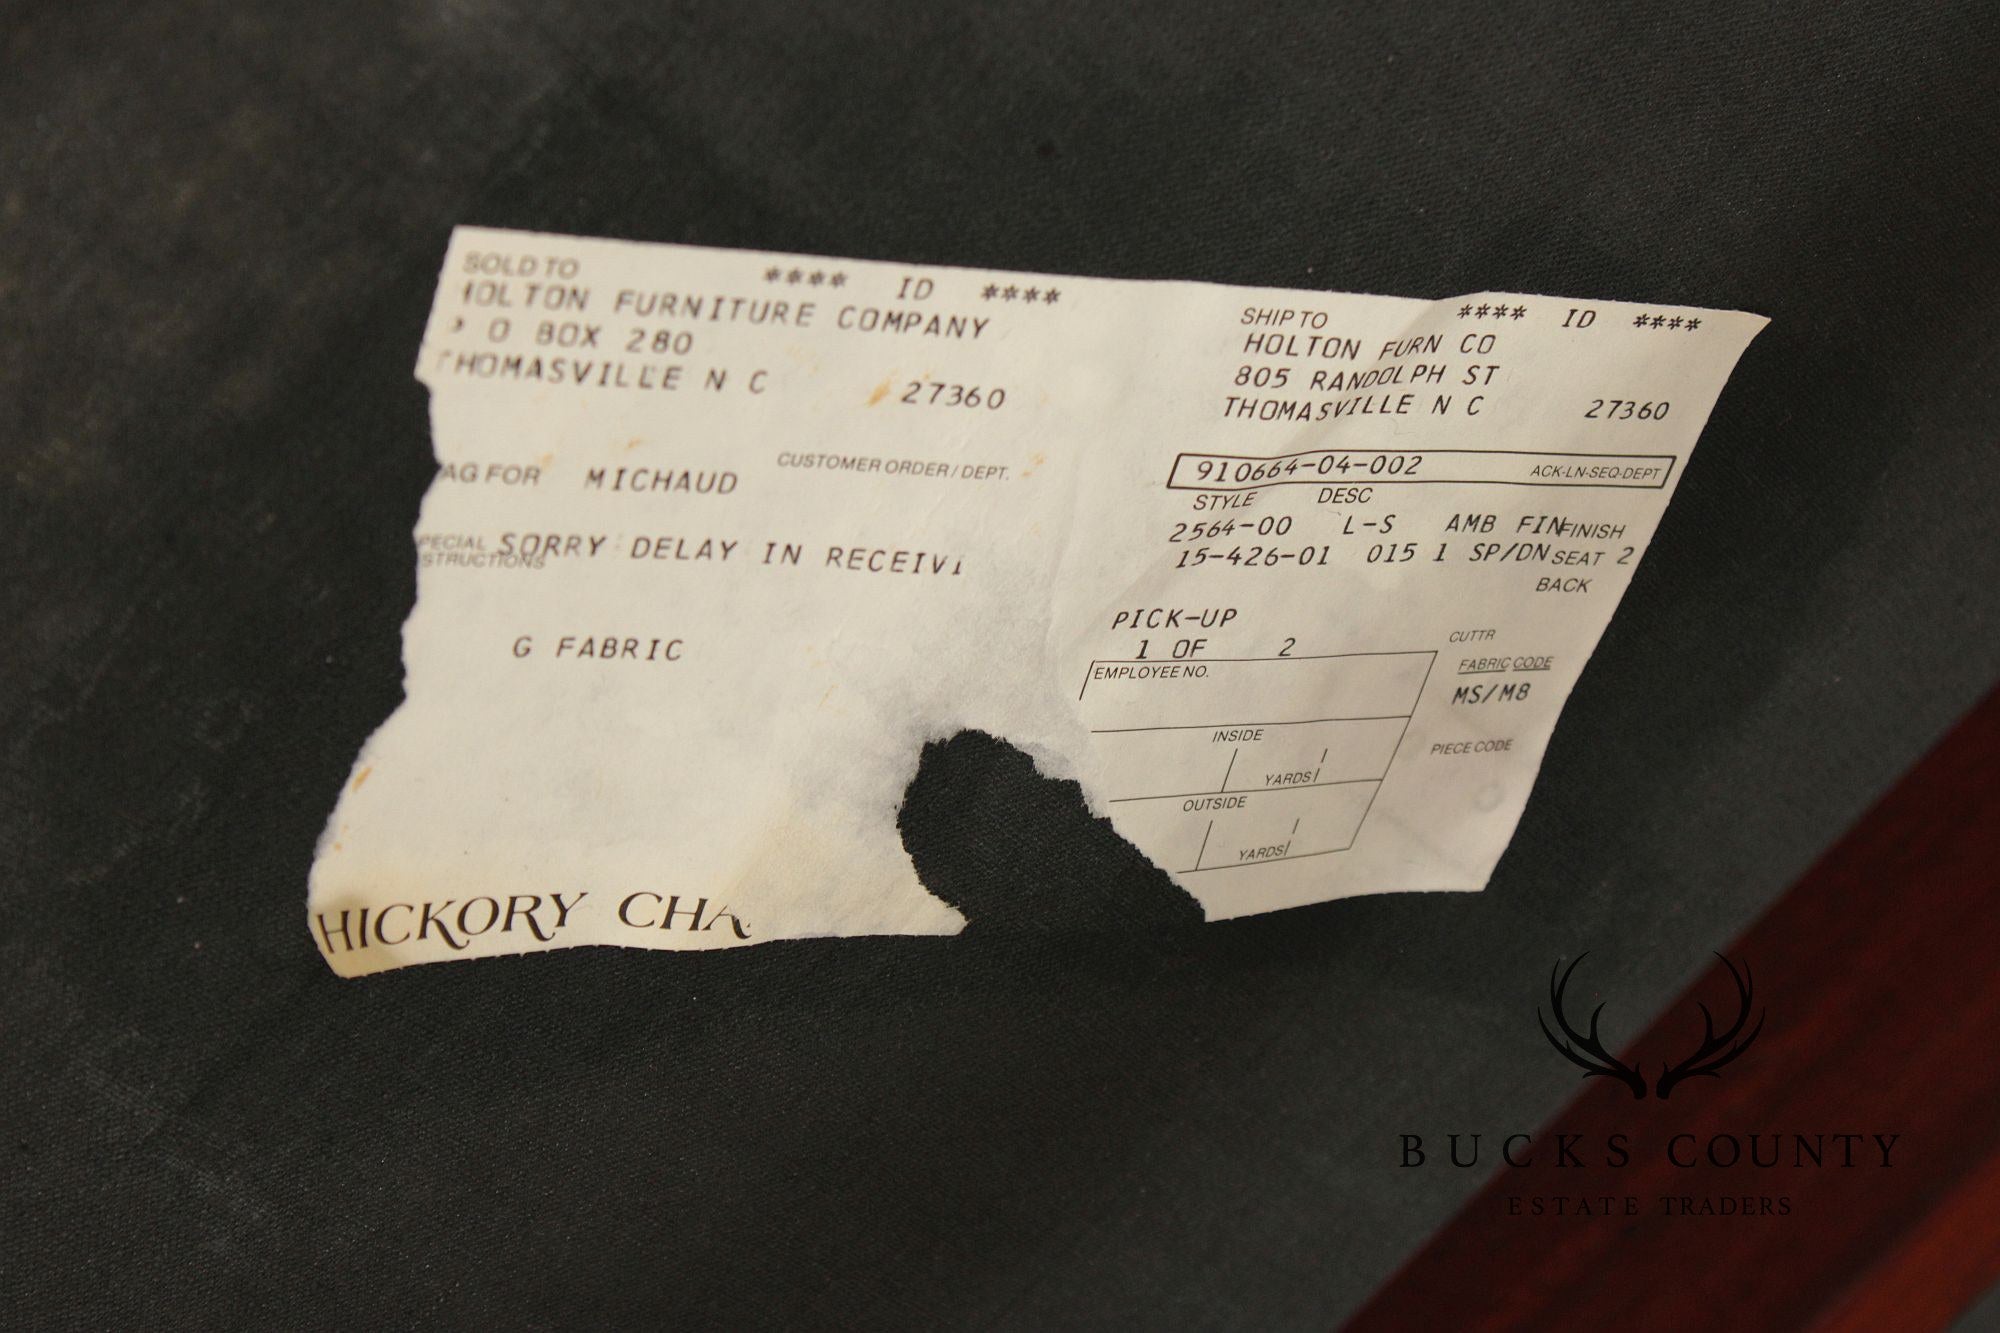 SOLD TO **** ID ****
HOLTON FURNITURE COMPANY
O BOX 280
THOMASVILLE N C 27360
AG FOR MICHAUD CUSTOMER ORDER / DEPT.
PECIAL STRUCTIONS SORRY DELAY IN RECEIVI
G FABRIC
HICKORY CHA
SHIP TO **** ID ****
HOLTON FURN CO
805 RANDOLPH ST
THOMASVILLE N C 27360
910664-04-002 ACK-LN-SEQ-DEPT
STYLE DESC
2564-00 L-S AMB FIN FINISH
15-426-01 015 1 SP/DN SEAT 2
BACK
PICK-UP
1 OF 2
EMPLOYEE NO.
INSIDE
YARDS
OUTSIDE
YARDS
CUTTR
FABRIC CODE
MS/M8
PIECE CODE
BUCKS COUNTY
ESTATE TRADERS